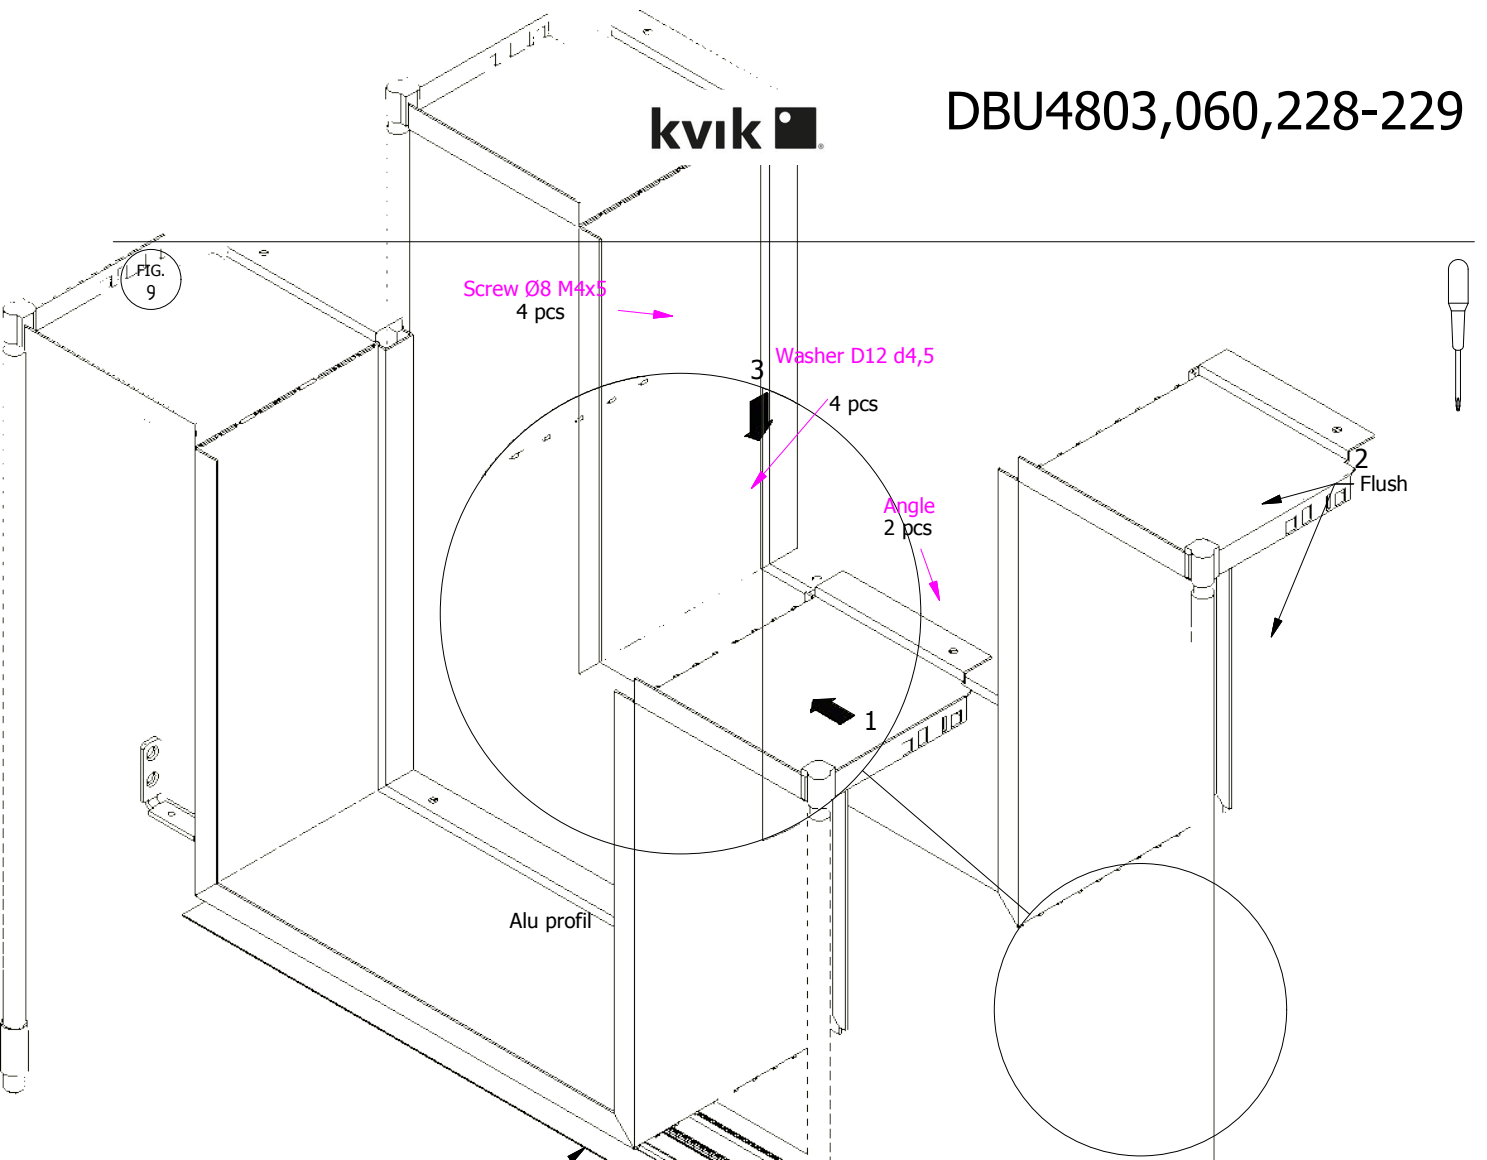 kvik
DBU4803,060,228-229
FIG.
9
Screw Ø8 M4x5
4 pcs
Washer D12 d4,5
3
4 pcs
2
Flush
Angle
2 pcs
1
Alu profil